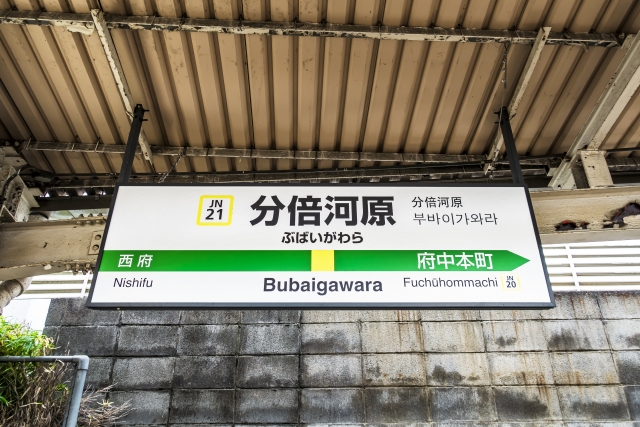 JN
21
分倍河原
分倍河原
부바이가와라
ぶばいがわら
西府
府中本町
Nishifu
Bubaigawara
Fuchūhommachi
JN
20